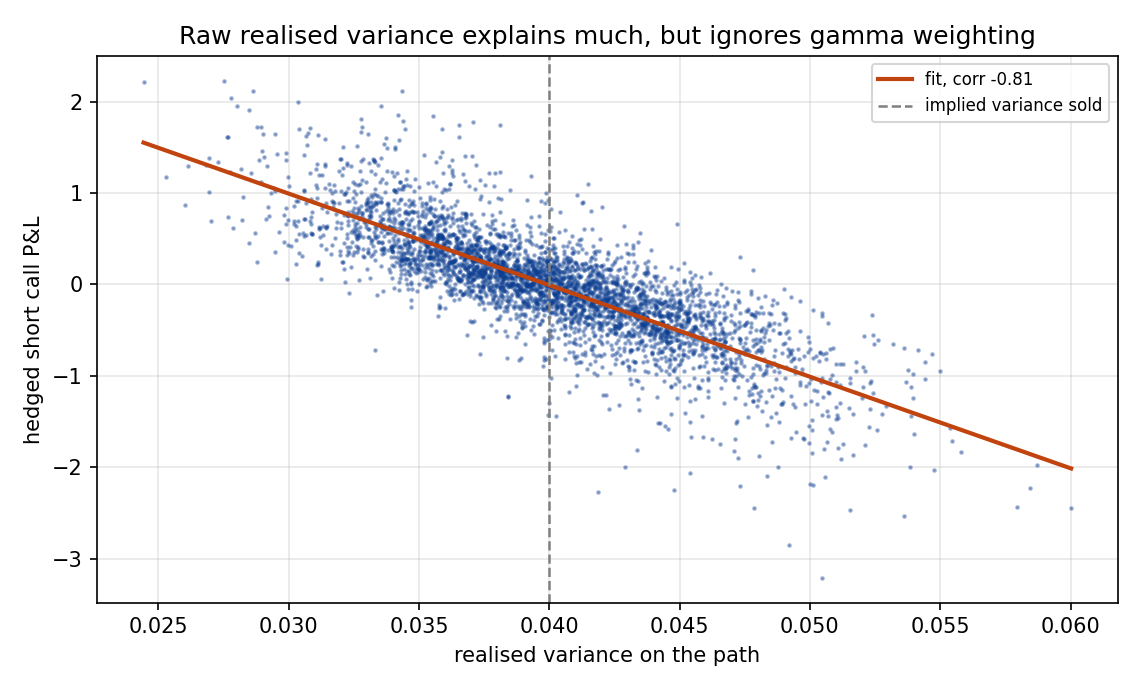 Raw realised variance explains much, but ignores gamma weighting
fit, corr -0.81
implied variance sold
hedged short call P&L
2
1
0
−1
−2
−3
0.025 0.030 0.035 0.040 0.045 0.050 0.055 0.060
realised variance on the path